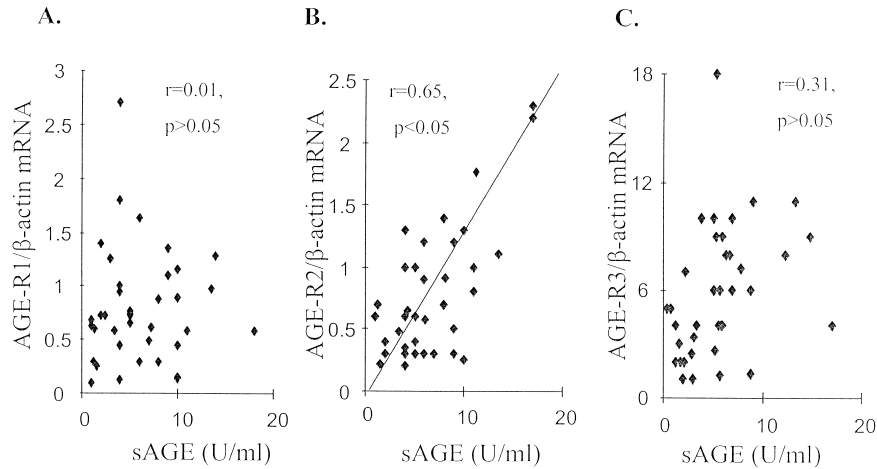 A.
AGE-R1/β-actin mRNA
3
2.5
2
1.5
1
0.5
0
r=0.01,
p>0.05
0
10
20
sAGE (U/ml)
B.
AGE-R2/β-actin mRNA
2.5
2
1.5
1
0.5
0
r=0.65,
p<0.05
0
10
20
sAGE (U/ml)
C.
AGE-R3/β-actin mRNA
18
12
6
0
r=0.31,
p>0.05
0
10
20
sAGE (U/ml)